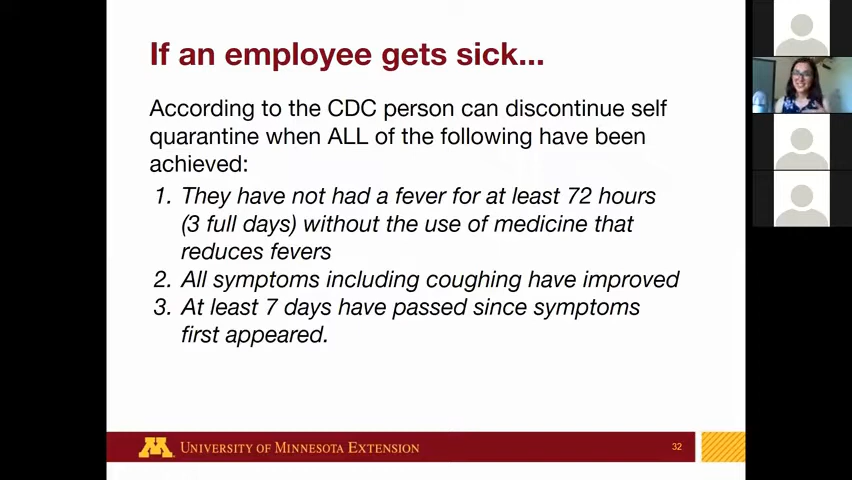 If an employee gets sick...
According to the CDC person can discontinue self
quarantine when ALL of the following have been
achieved:
1. They have not had a fever for at least 72 hours
(3 full days) without the use of medicine that
reduces fevers
2. All symptoms including coughing have improved
3. At least 7 days have passed since symptoms
first appeared.
M UNIVERSITY OF MINNESOTA EXTENSION
32